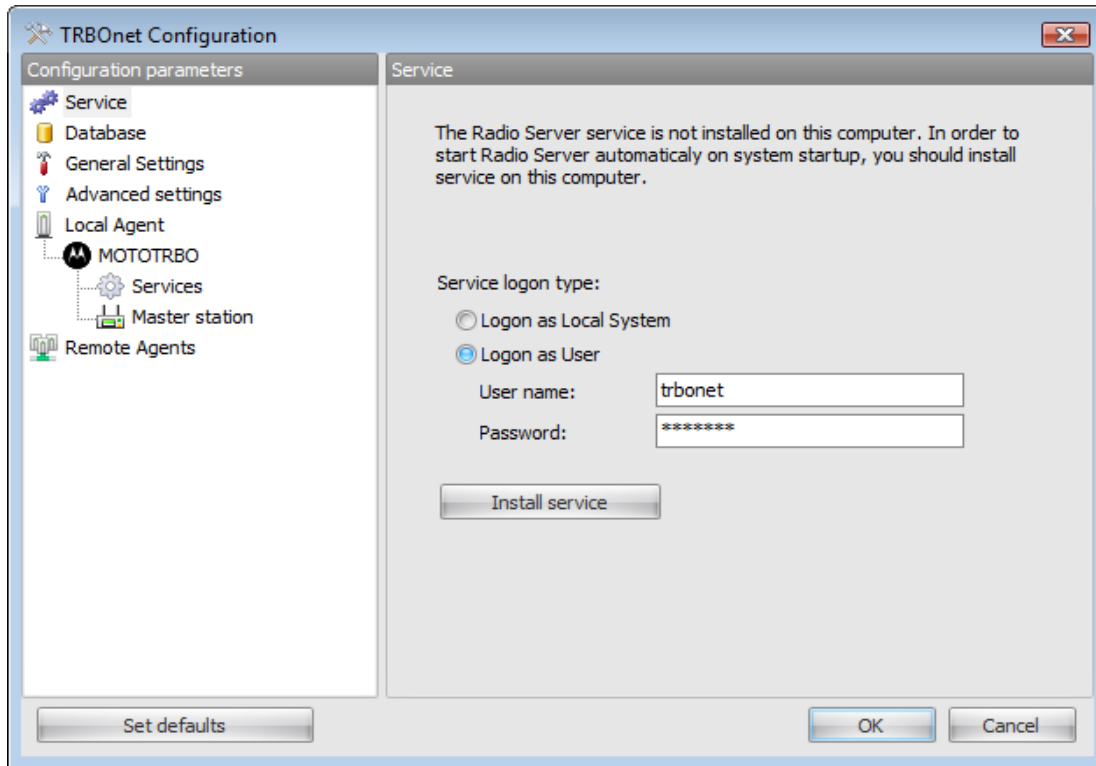 TRBOnet Configuration
Configuration parameters
Service
Database
General Settings
Advanced settings
Local Agent
MOTOTRBO
Services
Master station
Remote Agents
Service
The Radio Server service is not installed on this computer. In order to
start Radio Server automaticaly on system startup, you should install
service on this computer.
Service logon type:
Logon as Local System
Logon as User
User name: trbonet
Password: *******
Install service
Set defaults
OK Cancel